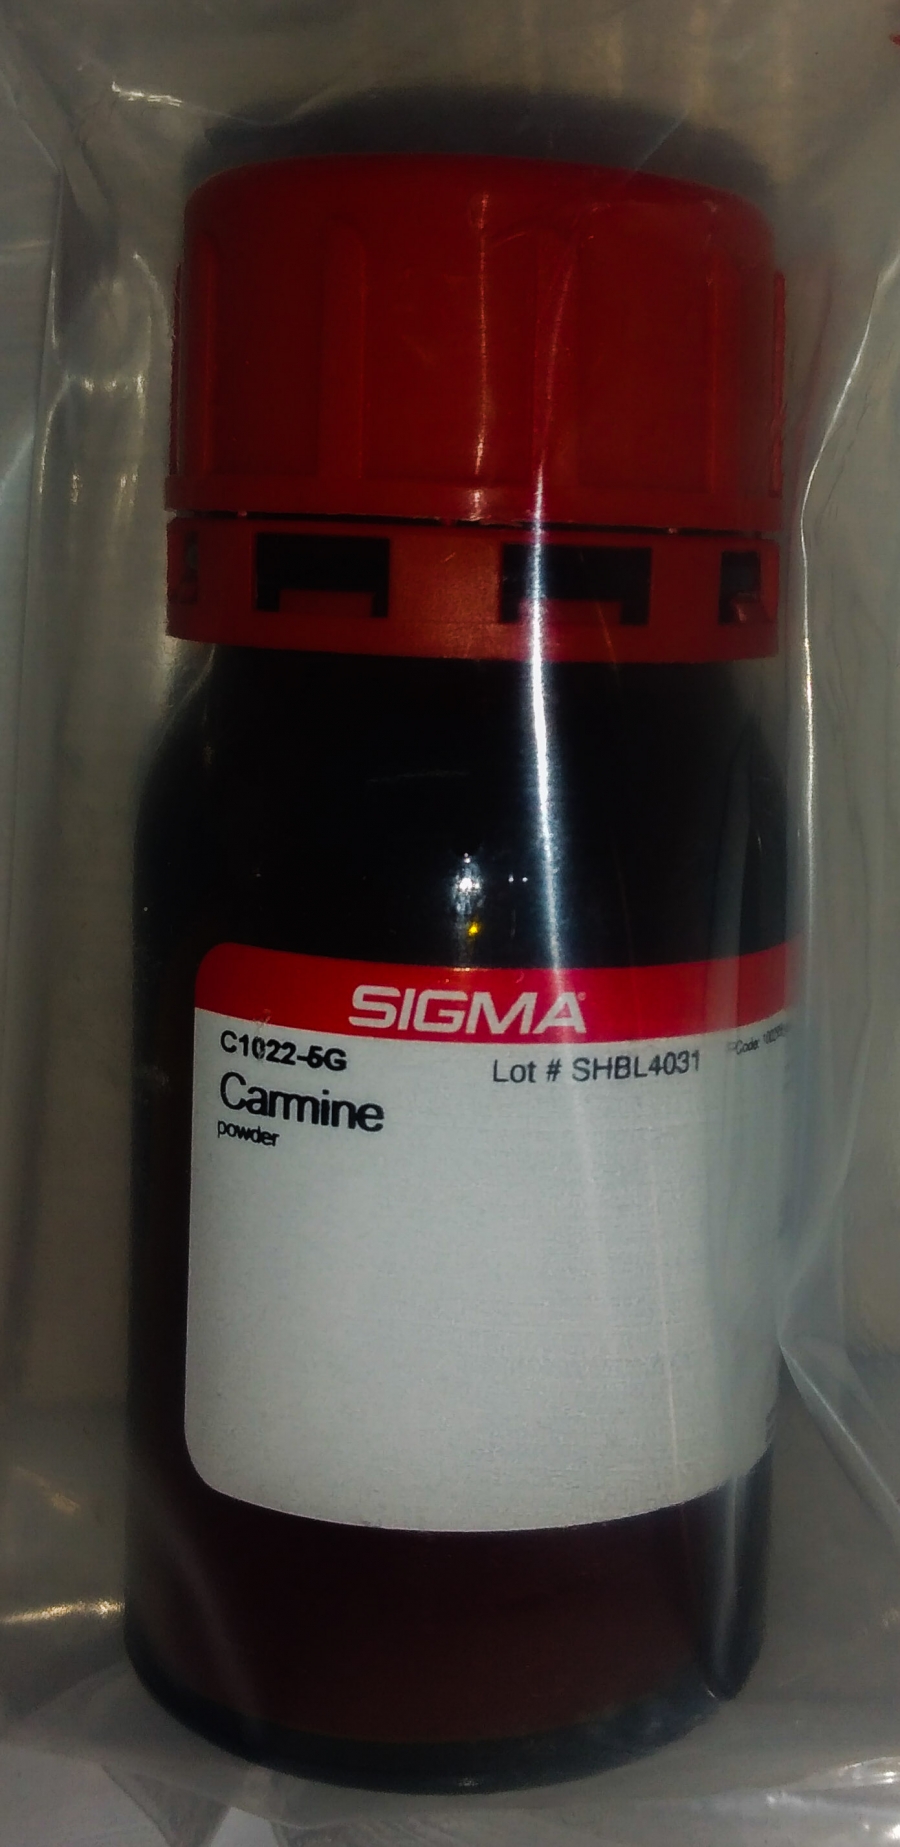 SIGMA
C1022-5G
Lot # SHBL4031
Carmine
powder